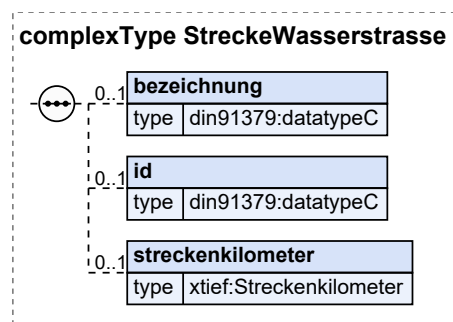 complexType StreckeWasserstrasse
0..1
bezeichnung
type din91379:datatypeC
0..1
id
type din91379:datatypeC
0..1
streckenkilometer
type xtief:Streckenkilometer